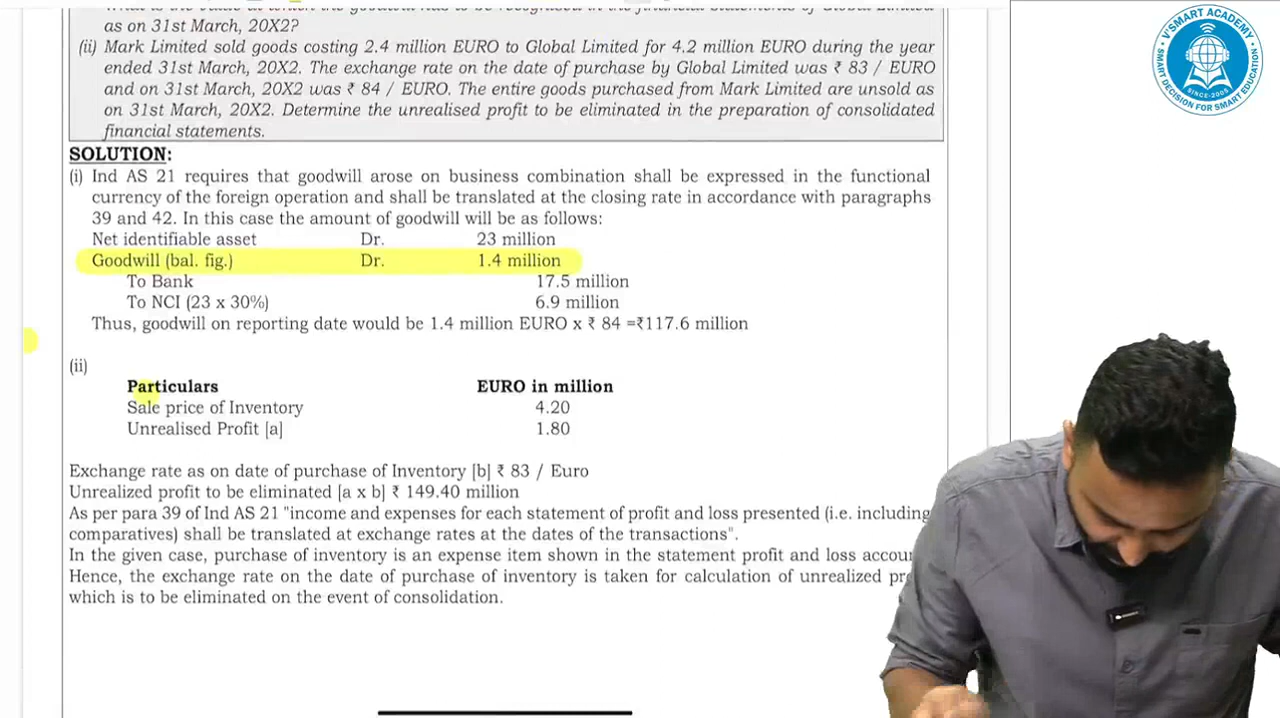 as on 31st March, 20X2?
(ii) Mark Limited sold goods costing 2.4 million EURO to Global Limited for 4.2 million EURO during the year
ended 31st March, 20X2. The exchange rate on the date of purchase by Global Limited was ₹ 83 / EURO
and on 31st March, 20X2 was ₹ 84 / EURO. The entire goods purchased from Mark Limited are unsold as
on 31st March, 20X2. Determine the unrealised profit to be eliminated in the preparation of consolidated
financial statements.
SOLUTION:
(i) Ind AS 21 requires that goodwill arose on business combination shall be expressed in the functional
currency of the foreign operation and shall be translated at the closing rate in accordance with paragraphs
39 and 42. In this case the amount of goodwill will be as follows:
Net identifiable asset Dr. 23 million
Goodwill (bal. fig.) Dr. 1.4 million
To Bank 17.5 million
To NCI (23 x 30%) 6.9 million
Thus, goodwill on reporting date would be 1.4 million EURO x ₹ 84 =₹117.6 million
(ii)
Particulars EURO in million
Sale price of Inventory 4.20
Unrealised Profit [a] 1.80
Exchange rate as on date of purchase of Inventory [b] ₹ 83 / Euro
Unrealized profit to be eliminated [a x b] ₹ 149.40 million
As per para 39 of Ind AS 21 "income and expenses for each statement of profit and loss presented (i.e. including
comparatives) shall be translated at exchange rates at the dates of the transactions".
In the given case, purchase of inventory is an expense item shown in the statement profit and loss accou
Hence, the exchange rate on the date of purchase of inventory is taken for calculation of unrealized pr
which is to be eliminated on the event of consolidation.
V'SMART ACADEMY
SINCE-2005
SMART DECISION FOR SMART EDUCATION